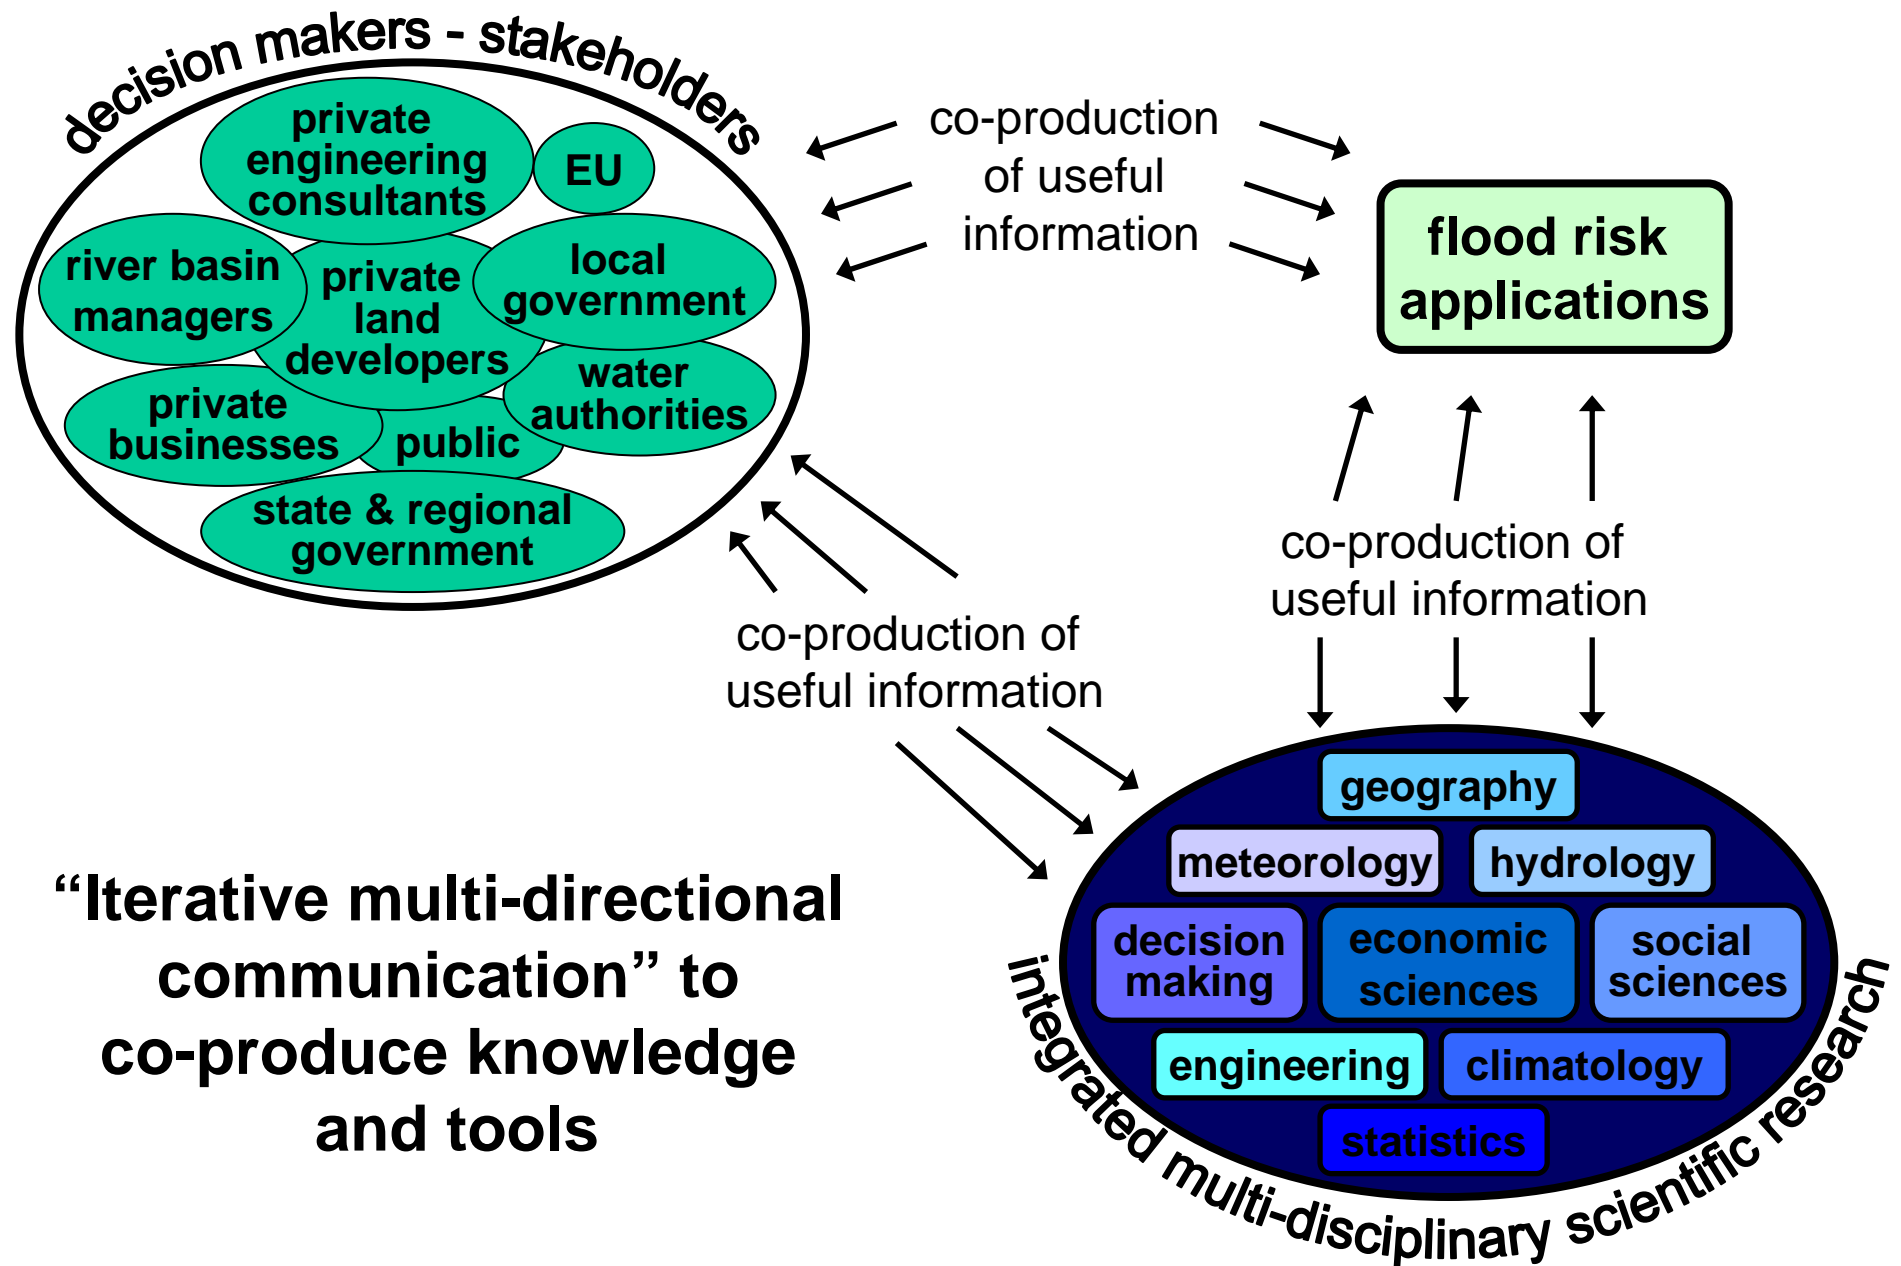 decision makers - stakeholders
private
engineering
consultants
EU
river basin
managers
private
land
developers
local
government
water
authorities
private
businesses
public
state & regional
government
co-production
of useful
information
flood risk
applications
co-production of
useful information
co-production of
useful information
“Iterative multi-directional
communication” to
co-produce knowledge
and tools
geography
meteorology
hydrology
decision
making
economic
sciences
social
sciences
engineering
climatology
statistics
integrated multi-disciplinary scientific research